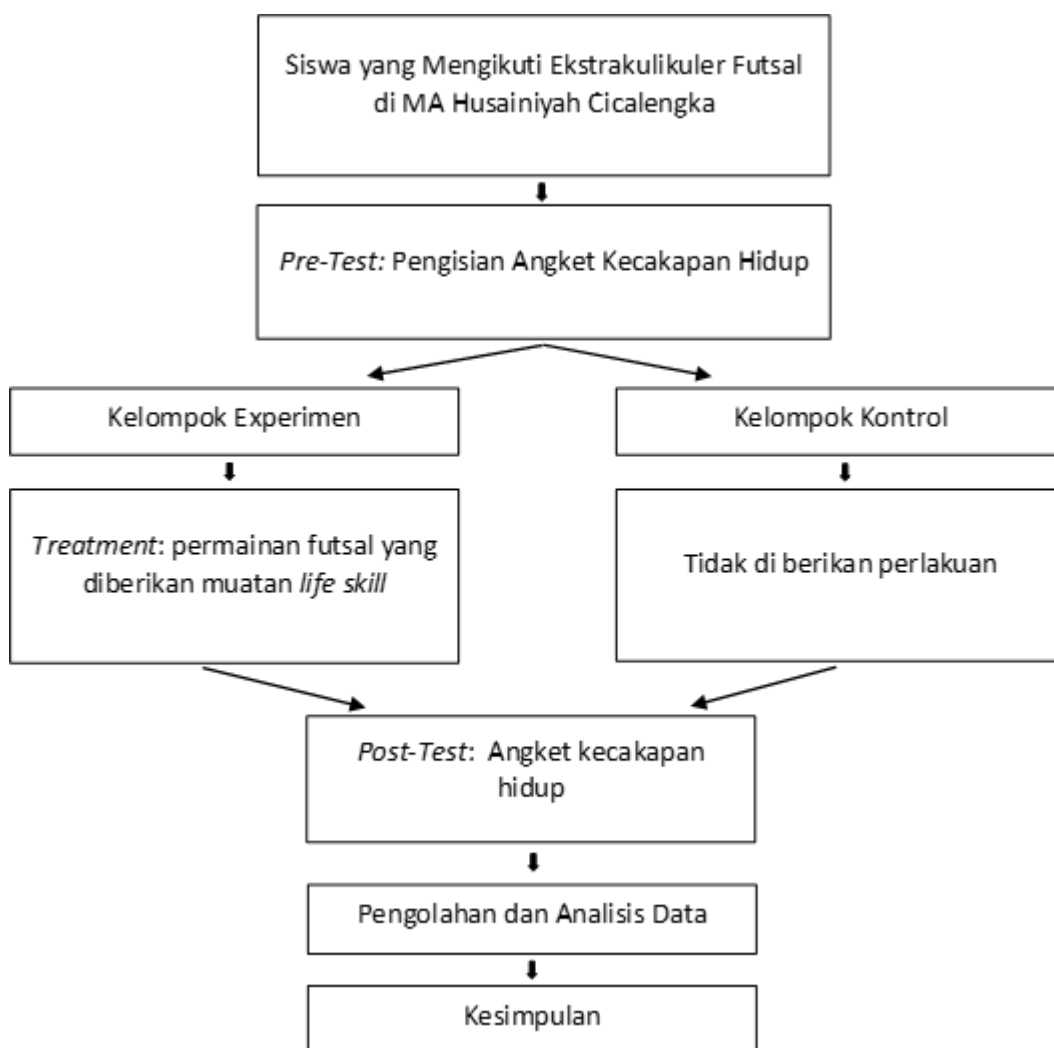 Siswa yang Mengikuti Ekstrakulikuler Futsal
di MA Husainiyah Cicalengka
Pre-Test: Pengisian Angket Kecakapan Hidup
Kelompok Experimen
Kelompok Kontrol
Treatment: permainan futsal yang
diberikan muatan life skill
Tidak di berikan perlakuan
Post-Test: Angket kecakapan
hidup
Pengolahan dan Analisis Data
Kesimpulan